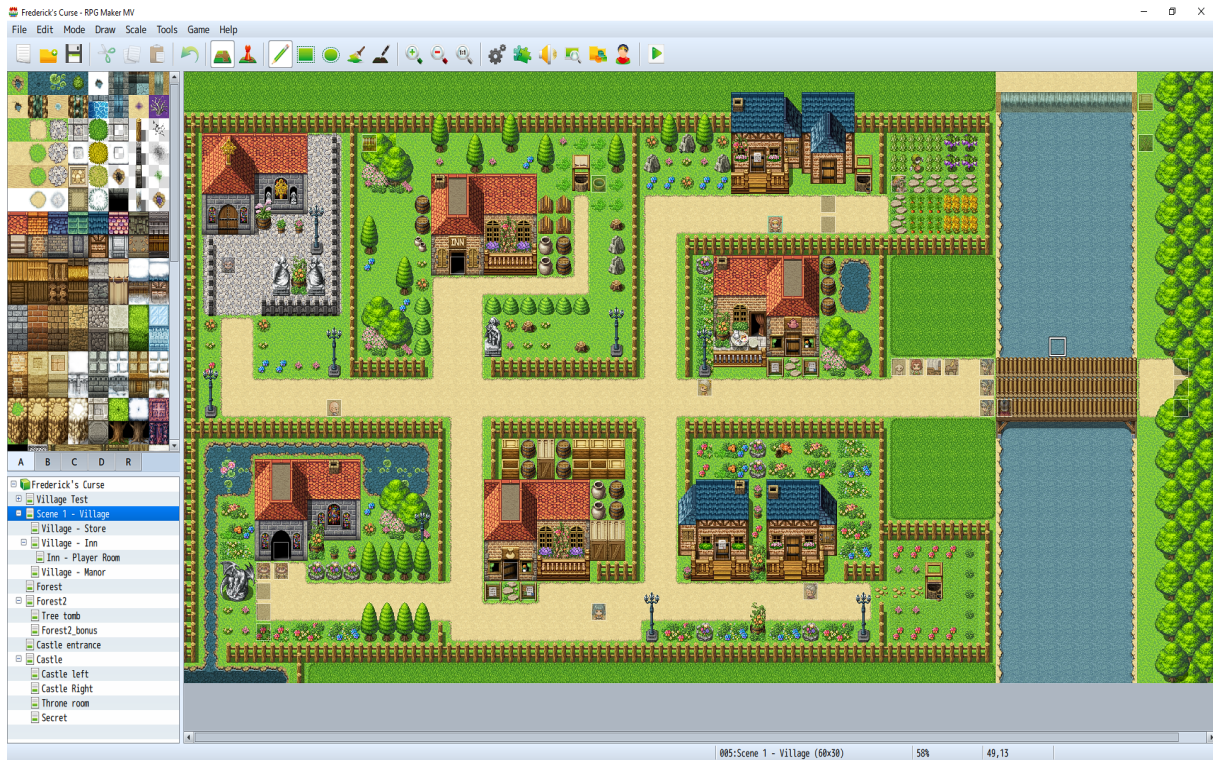 Frederick's Curse - RPG Maker MV
File Edit Mode Draw Scale Tools Game Help
INN
A B C D R
Frederick's Curse
Village Test
Scene 1 - Village
Village - Store
Village - Inn
Inn - Player Room
Village - Manor
Forest
Forest2
Tree tomb
Forest2_bonus
Castle entrance
Castle
Castle left
Castle Right
Throne room
Secret
005:Scene 1 - Village (60x30) 58% 49,13